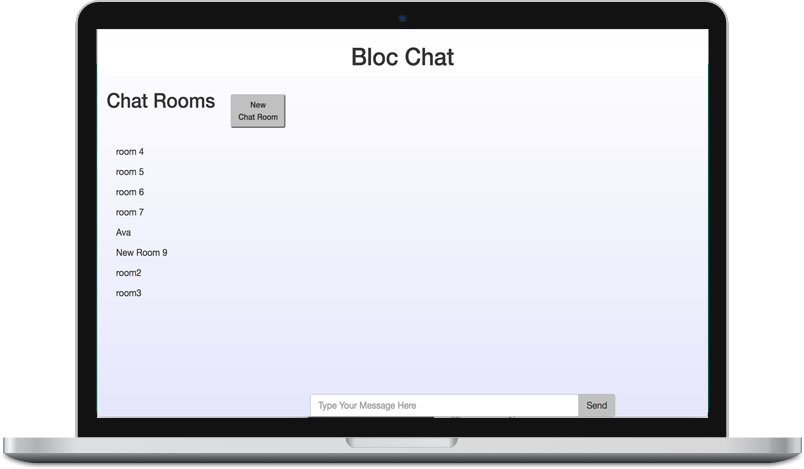 Bloc Chat
Chat Rooms
New
Chat Room
room 4
room 5
room 6
room 7
Ava
New Room 9
room2
room3
Type Your Message Here
Send